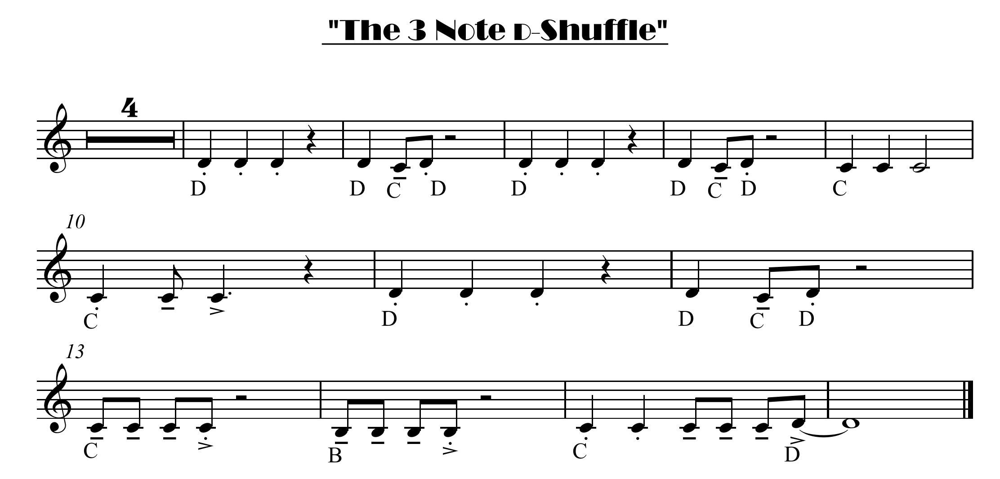 "The 3 Note D-Shuffle"
4
D D C D D D C D C
10
C D D C D
13
C B C D